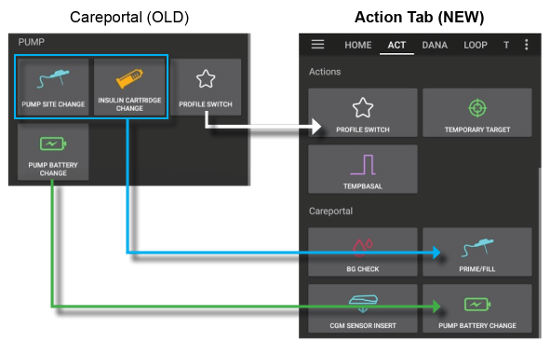 Careportal (OLD)
Action Tab (NEW)
PUMP
PUMP SITE CHANGE
INSULIN CARTRIDGE
CHANGE
PROFILE SWITCH
PUMP BATTERY
CHANGE
HOME ACT DANA LOOP T
Actions
PROFILE SWITCH
TEMPORARY TARGET
TEMPBASAL
Careportal
BG CHECK
PRIME/FILL
CGM SENSOR INSERT
PUMP BATTERY CHANGE